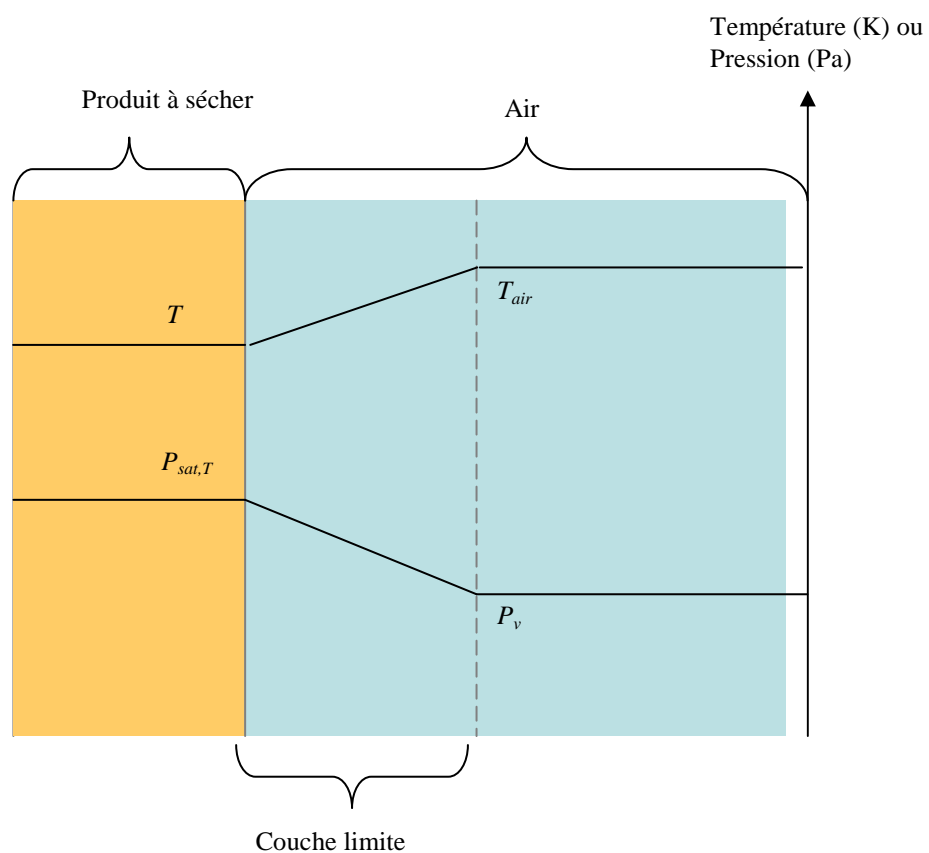 Température (K) ou
Pression (Pa)
Produit à sécher
Air
T
T_air
P_sat,T
P_v
Couche limite